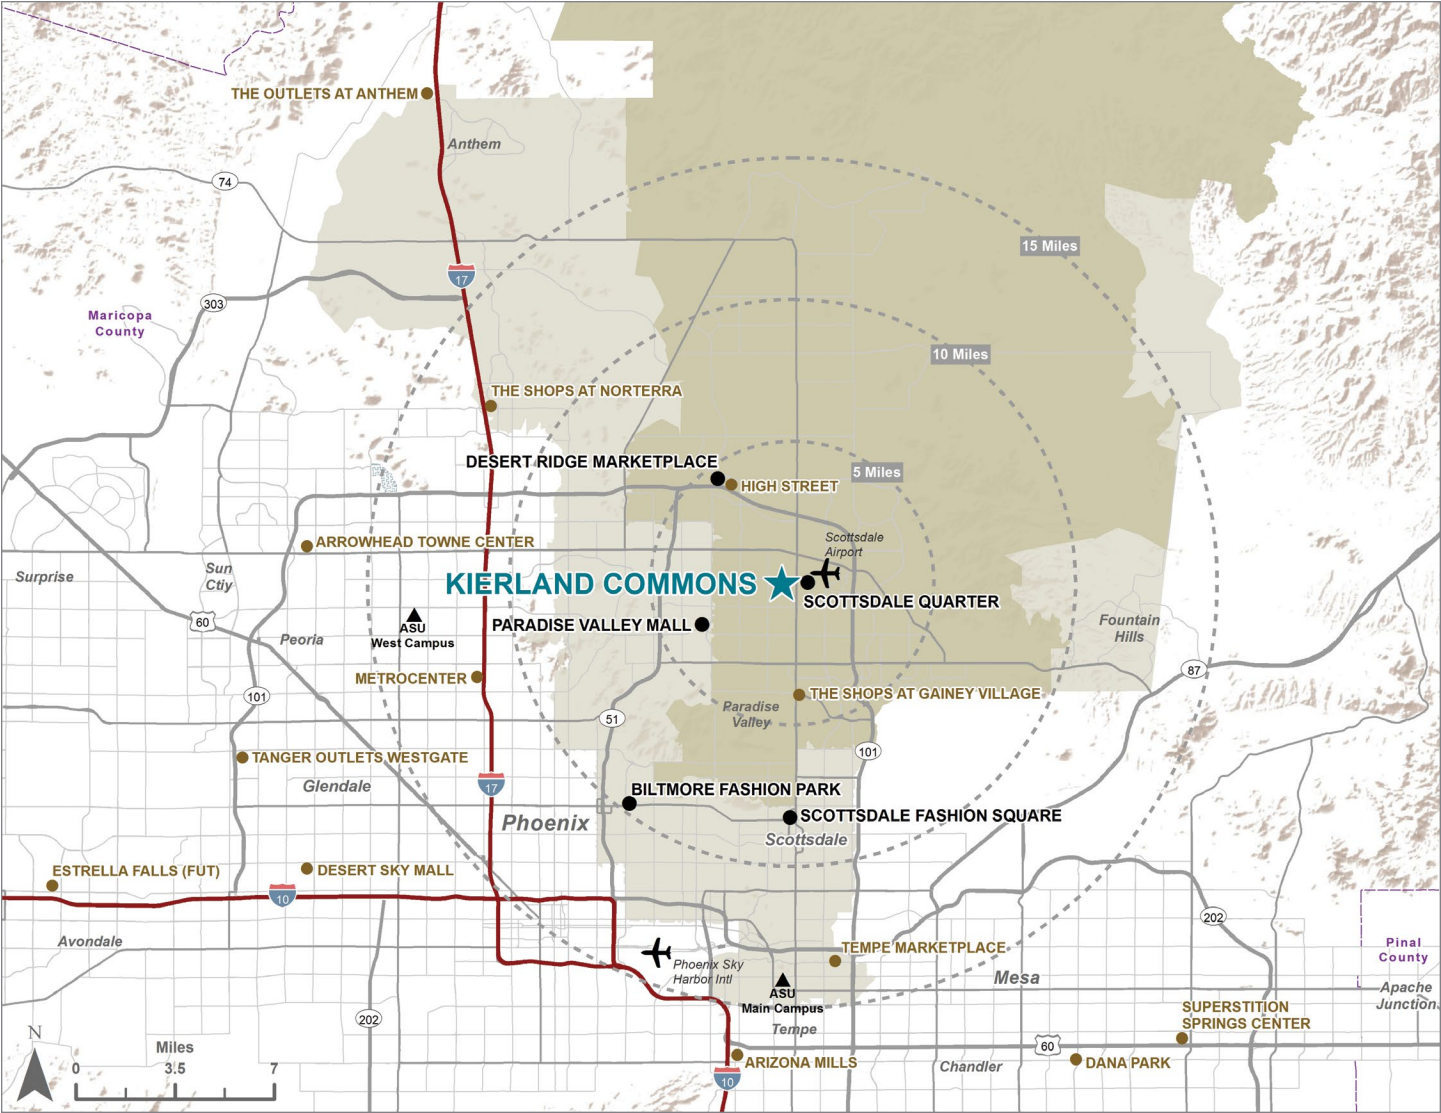 THE OUTLETS AT ANTHEM
Anthem
74
15 Miles
17
303
Maricopa
County
10 Miles
THE SHOPS AT NORTERRA
DESERT RIDGE MARKETPLACE
5 Miles
HIGH STREET
ARROWHEAD TOWNE CENTER
Scottsdale
Airport
Surprise
Sun
Ctiy
KIERLAND COMMONS
SCOTTSDALE QUARTER
60
ASU
West Campus
PARADISE VALLEY MALL
Fountain
Hills
Peoria
87
METROCENTER
101
THE SHOPS AT GAINEY VILLAGE
Paradise
Valley
51
101
TANGER OUTLETS WESTGATE
Glendale
17
BILTMORE FASHION PARK
Phoenix
SCOTTSDALE FASHION SQUARE
Scottsdale
ESTRELLA FALLS (FUT)
DESERT SKY MALL
10
202
Avondale
TEMPE MARKETPLACE
Pinal
County
Phoenix Sky
Harbor Intl
Mesa
ASU
Main Campus
Apache
Junction
SUPERSTITION
SPRINGS CENTER
202
Tempe
N
Miles
0 3.5 7
60
ARIZONA MILLS
Chandler
DANA PARK
10